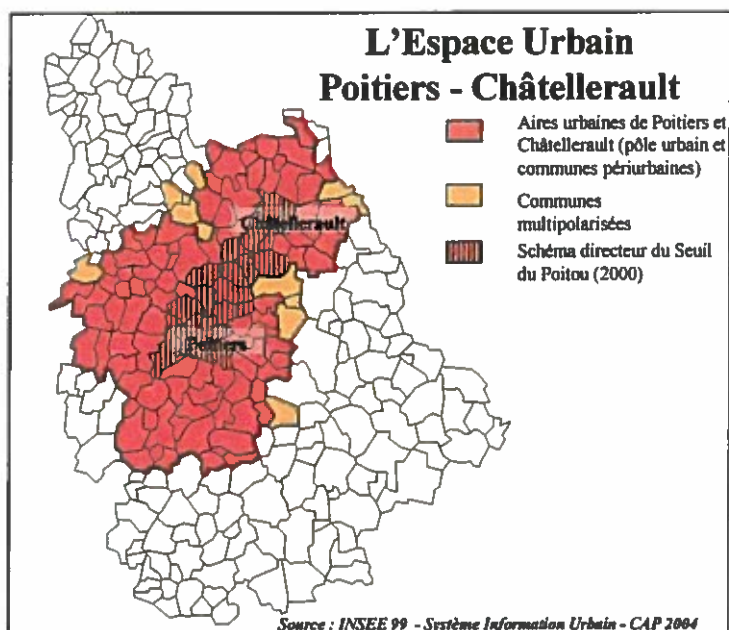 L'Espace Urbain
Poitiers - Châtellerault
Aires urbaines de Poitiers et
Châtellerault (pôle urbain et
communes périurbaines)
Communes
multipolarisées
Schéma directeur du Seuil
du Poitou (2000)
Châtellerault
Poitiers
Source : INSEE 99 - Système Information Urbain - CAP 2004